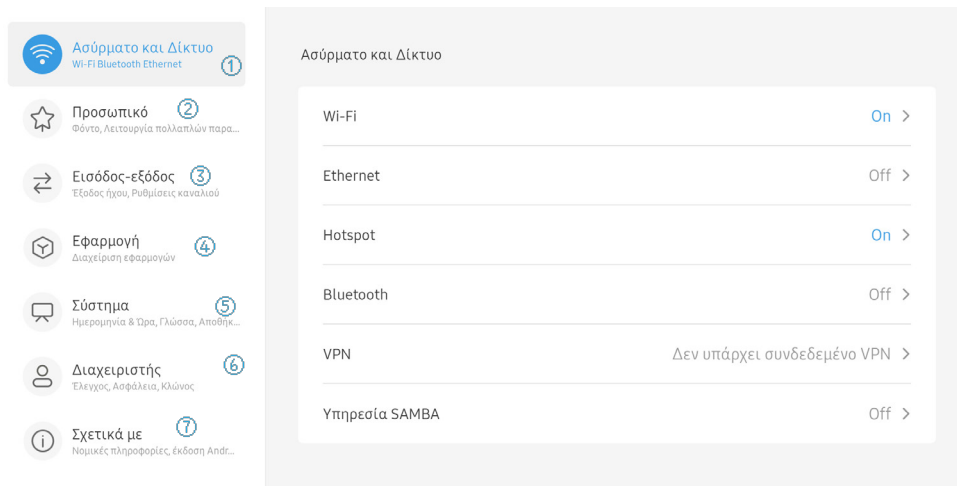 Ασύρματο και Δίκτυο
Wi-Fi Bluetooth Ethernet
①
Προσωπικό
②
Φόντο, Λειτουργία πολλαπλών παρα...
Εισόδος-εξόδος
③
Έξοδος ήχου, Ρυθμίσεις καναλιού
Εφαρμογή
④
Διαχείριση εφαρμογών
Σύστημα
⑤
Ημερομηνία & Ώρα, Γλώσσα, Αποθήκ...
Διαχειριστής
⑥
Έλεγχος, Ασφάλεια, Κλώνος
Σχετικά με
⑦
Νομικές πληροφορίες, έκδοση Andr...
Ασύρματο και Δίκτυο
Wi-Fi On
Ethernet Off
Hotspot On
Bluetooth Off
VPN Δεν υπάρχει συνδεδεμένο VPN
Υπηρεσία SAMBA Off